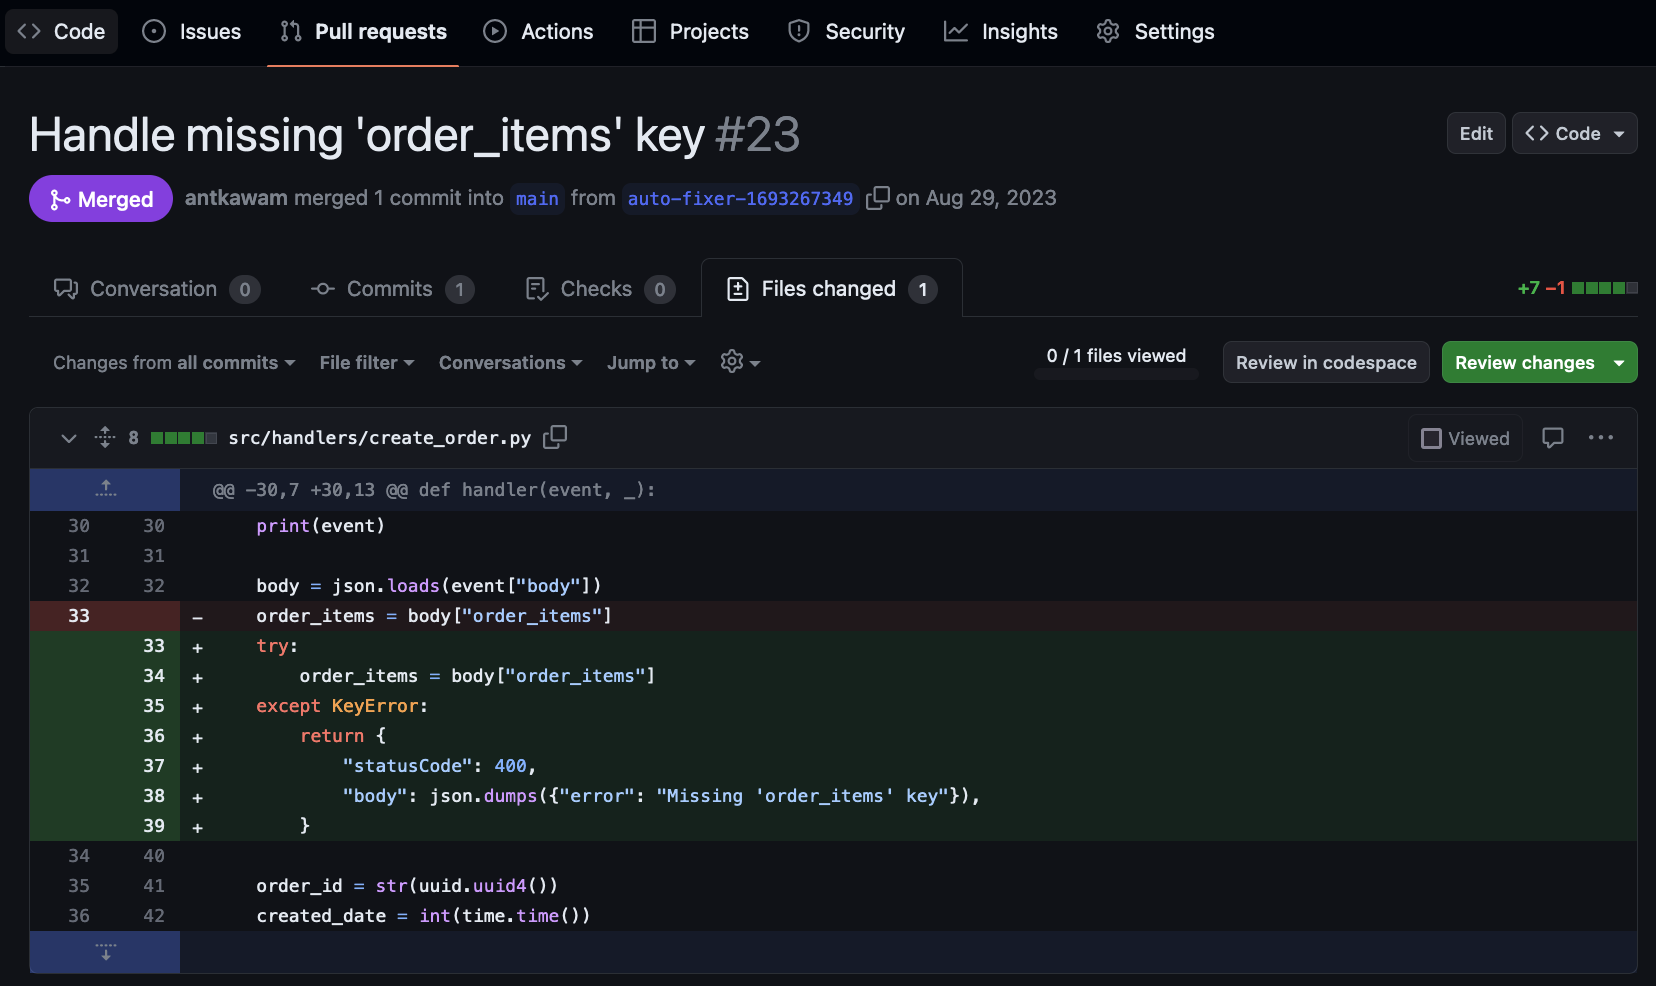 Code Issues Pull requests Actions Projects Security Insights Settings
Handle missing 'order_items' key #23
Edit Code
Merged antkawam merged 1 commit into main from auto-fixer-1693267349 on Aug 29, 2023
Conversation 0 Commits 1 Checks 0 Files changed 1 +7 −1
Changes from all commits File filter Conversations Jump to 0 / 1 files viewed Review in codespace Review changes
8 src/handlers/create_order.py Viewed
@@ -30,7 +30,13 @@ def handler(event, _):
30 30 print(event)
31 31
32 32 body = json.loads(event["body"])
33 - order_items = body["order_items"]
33 + try:
34 + order_items = body["order_items"]
35 + except KeyError:
36 + return {
37 + "statusCode": 400,
38 + "body": json.dumps({"error": "Missing 'order_items' key"}),
39 + }
34 40
35 41 order_id = str(uuid.uuid4())
36 42 created_date = int(time.time())